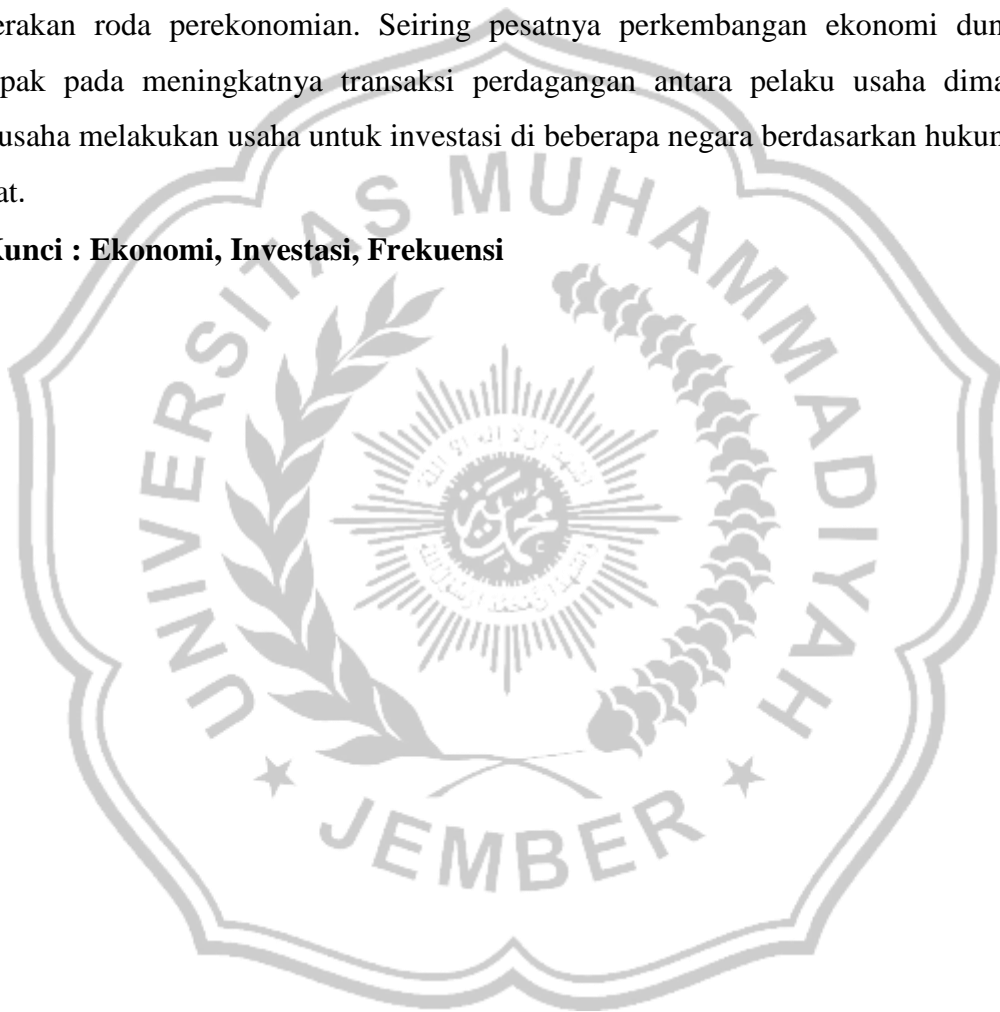 erakan roda perekonomian. Seiring pesatnya perkembangan ekonomi dun
pak pada meningkatnya transaksi perdagangan antara pelaku usaha dima
usaha melakukan usaha untuk investasi di beberapa negara berdasarkan hukun
at.
Kunci : Ekonomi, Investasi, Frekuensi
UNIVERSITAS MUHAMMADIYAH
JEMBER